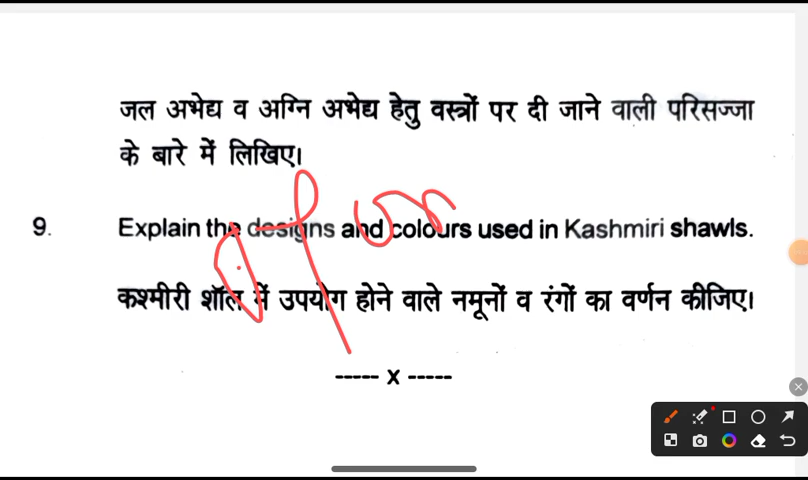 जल अभेद्य व अग्नि अभेद्य हेतु वस्त्रों पर दी जाने वाली परिसज्जा
के बारे में लिखिए।
9. Explain the designs and colours used in Kashmiri shawls.
कश्मीरी शॉल में उपयोग होने वाले नमूनों व रंगों का वर्णन कीजिए।
----- x -----